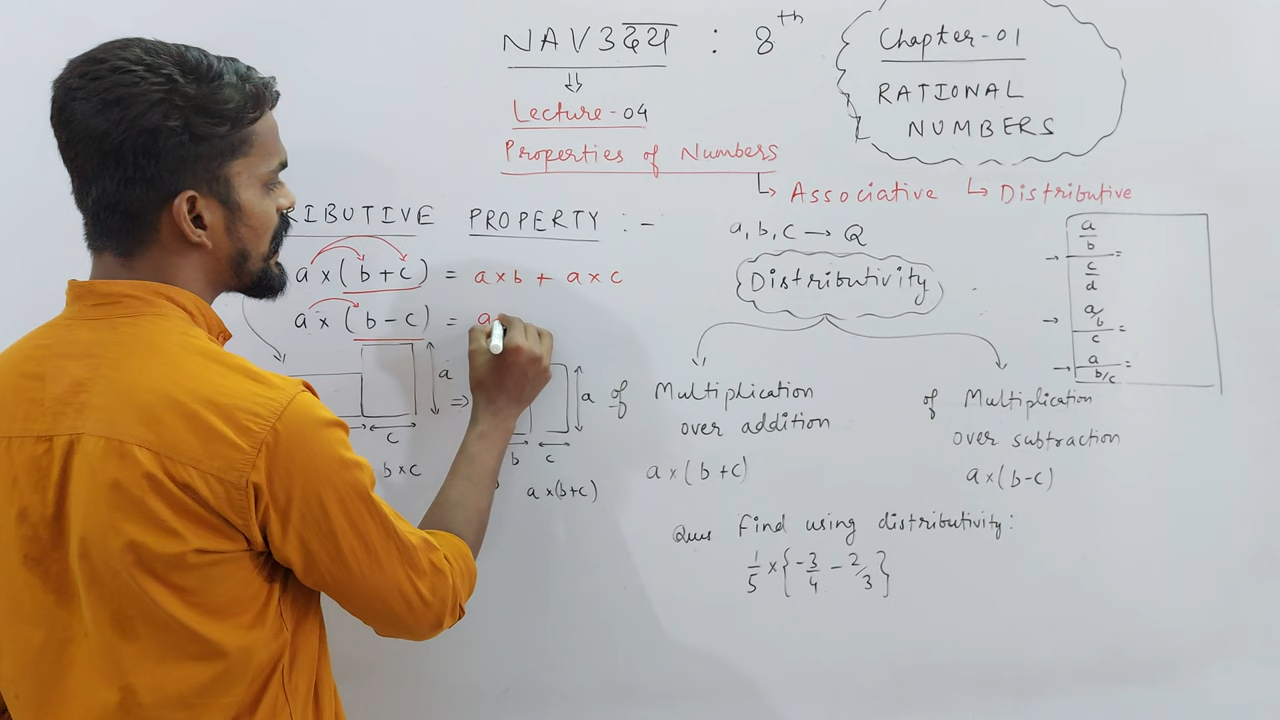 NAV3दय : 8th
Lecture-04
Properties of Numbers
Associative Distributive
Chapter-01
RATIONAL
NUMBERS
RIBUTIVE PROPERTY :-
a × (b+c) = a×b + a×c
a × (b-c) = a
a
b×c
⇒
a
b c
c
a×(b+c)
a, b, c → Q
Distributivity
of Multiplication
over addition
a×(b+c)
of Multiplication
over subtraction
a×(b-c)
Ques Find using distributivity:
1/5 × {-3/4 - 2/3}
→ a/b / c/d =
→ a/b / c =
→ a / b/c =